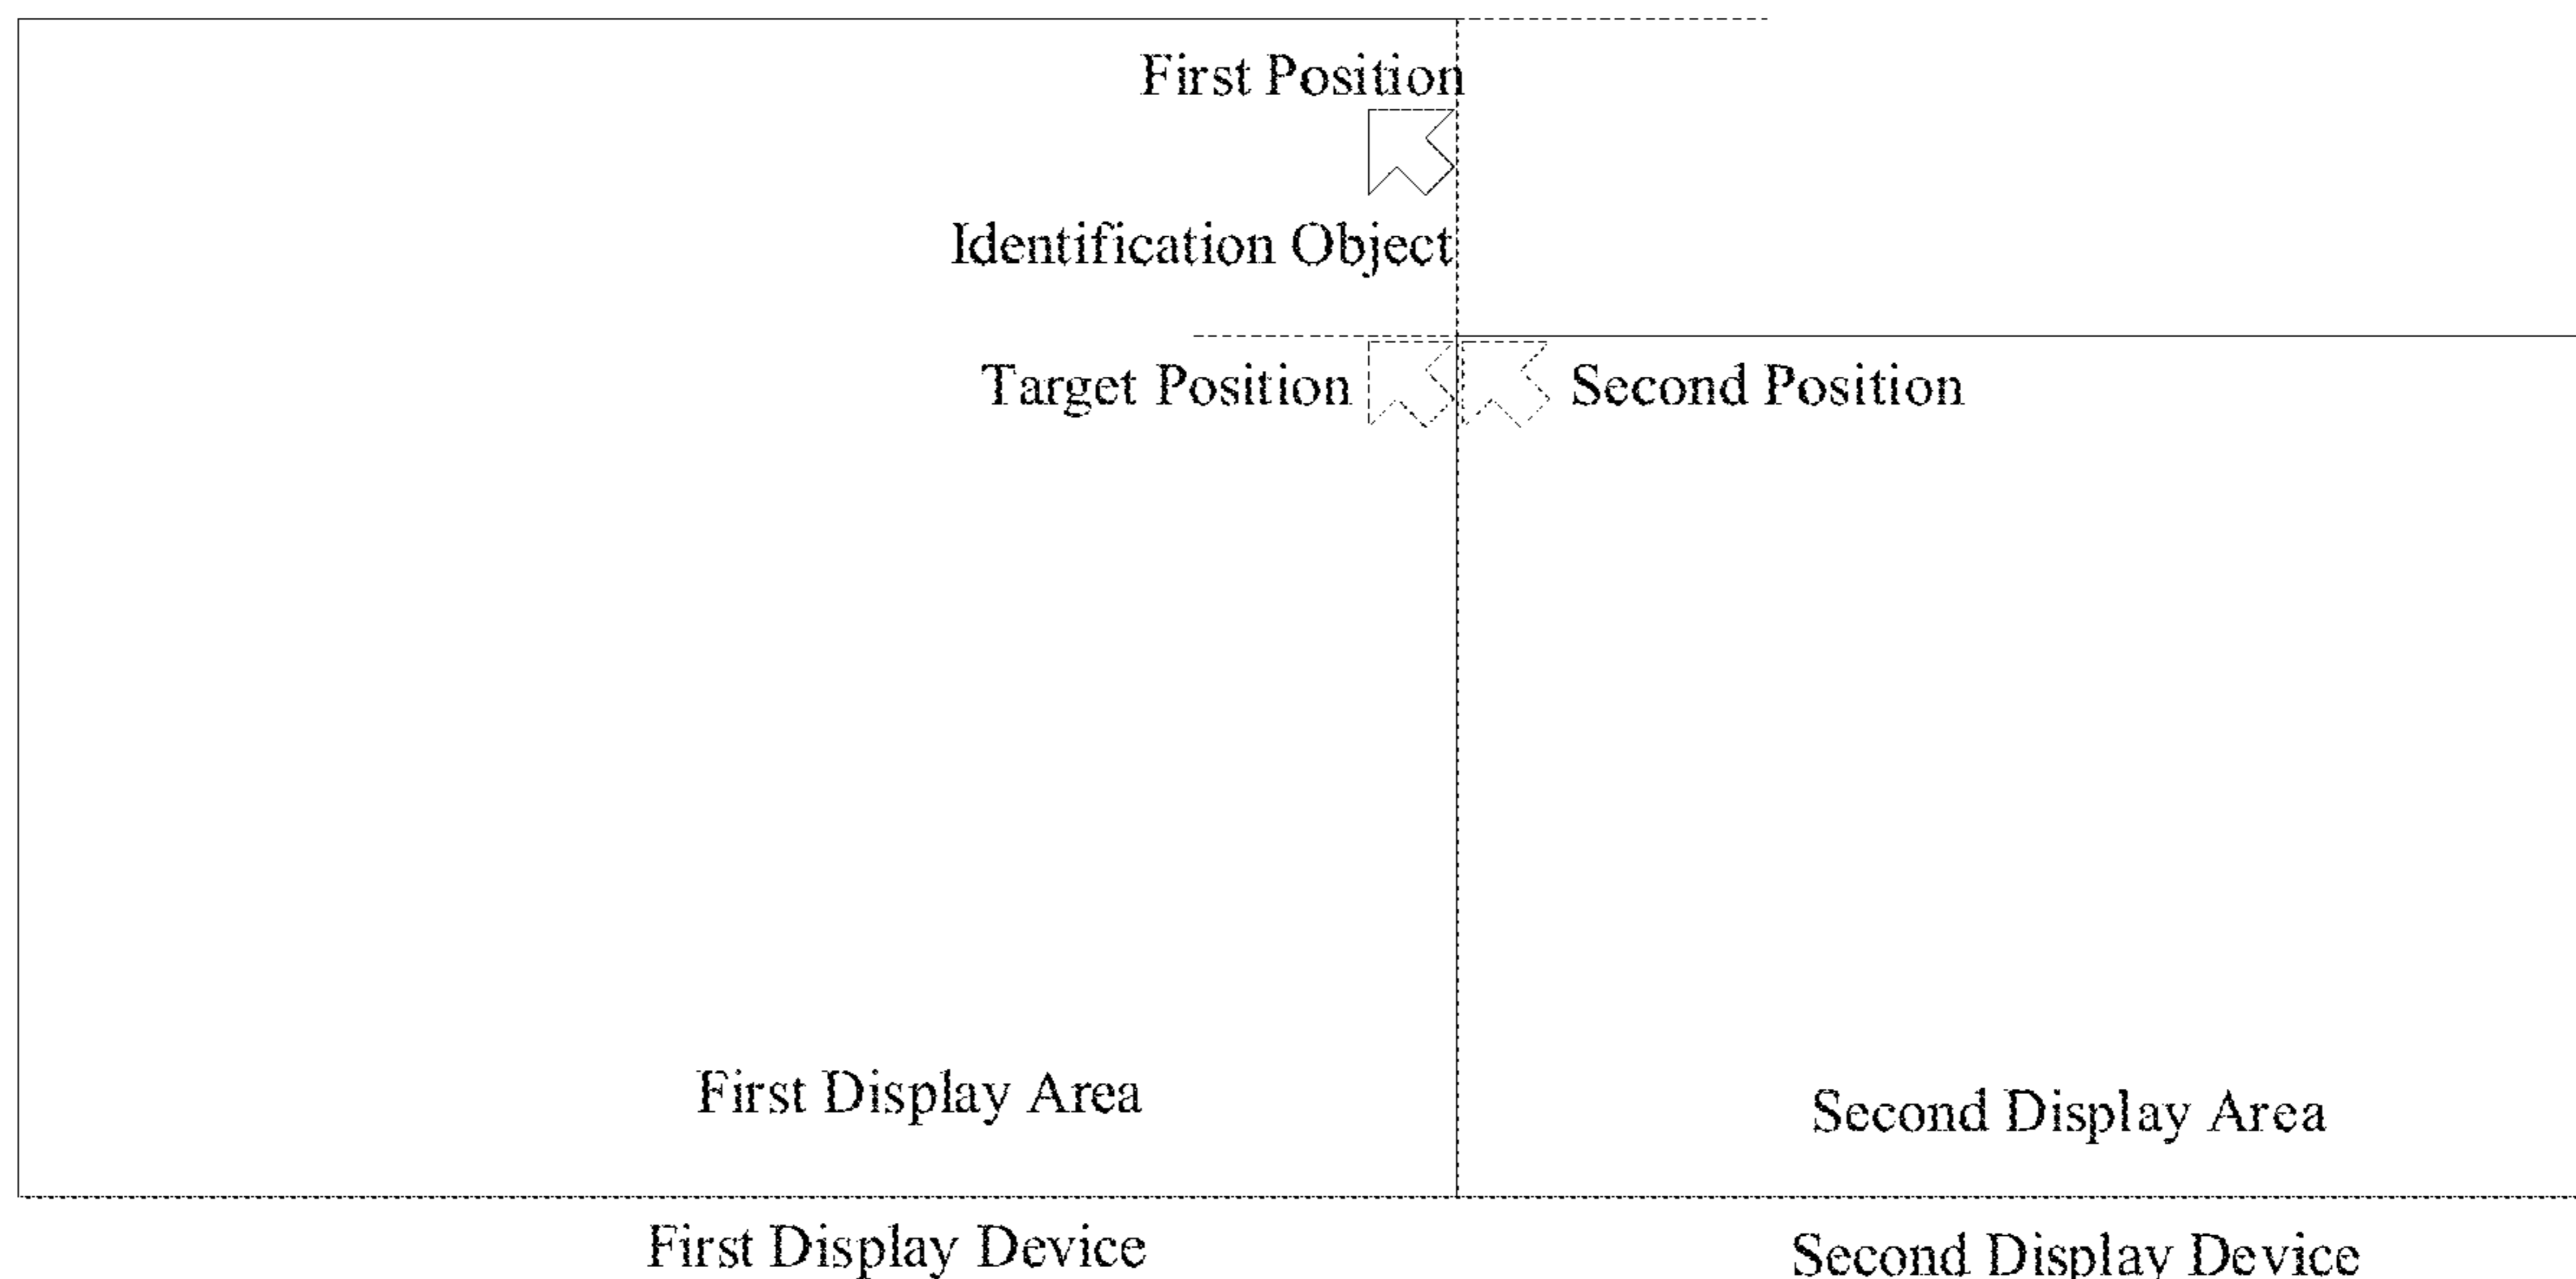 First Position
Identification Object
Target Position
Second Position
First Display Area
Second Display Area
First Display Device
Second Display Device